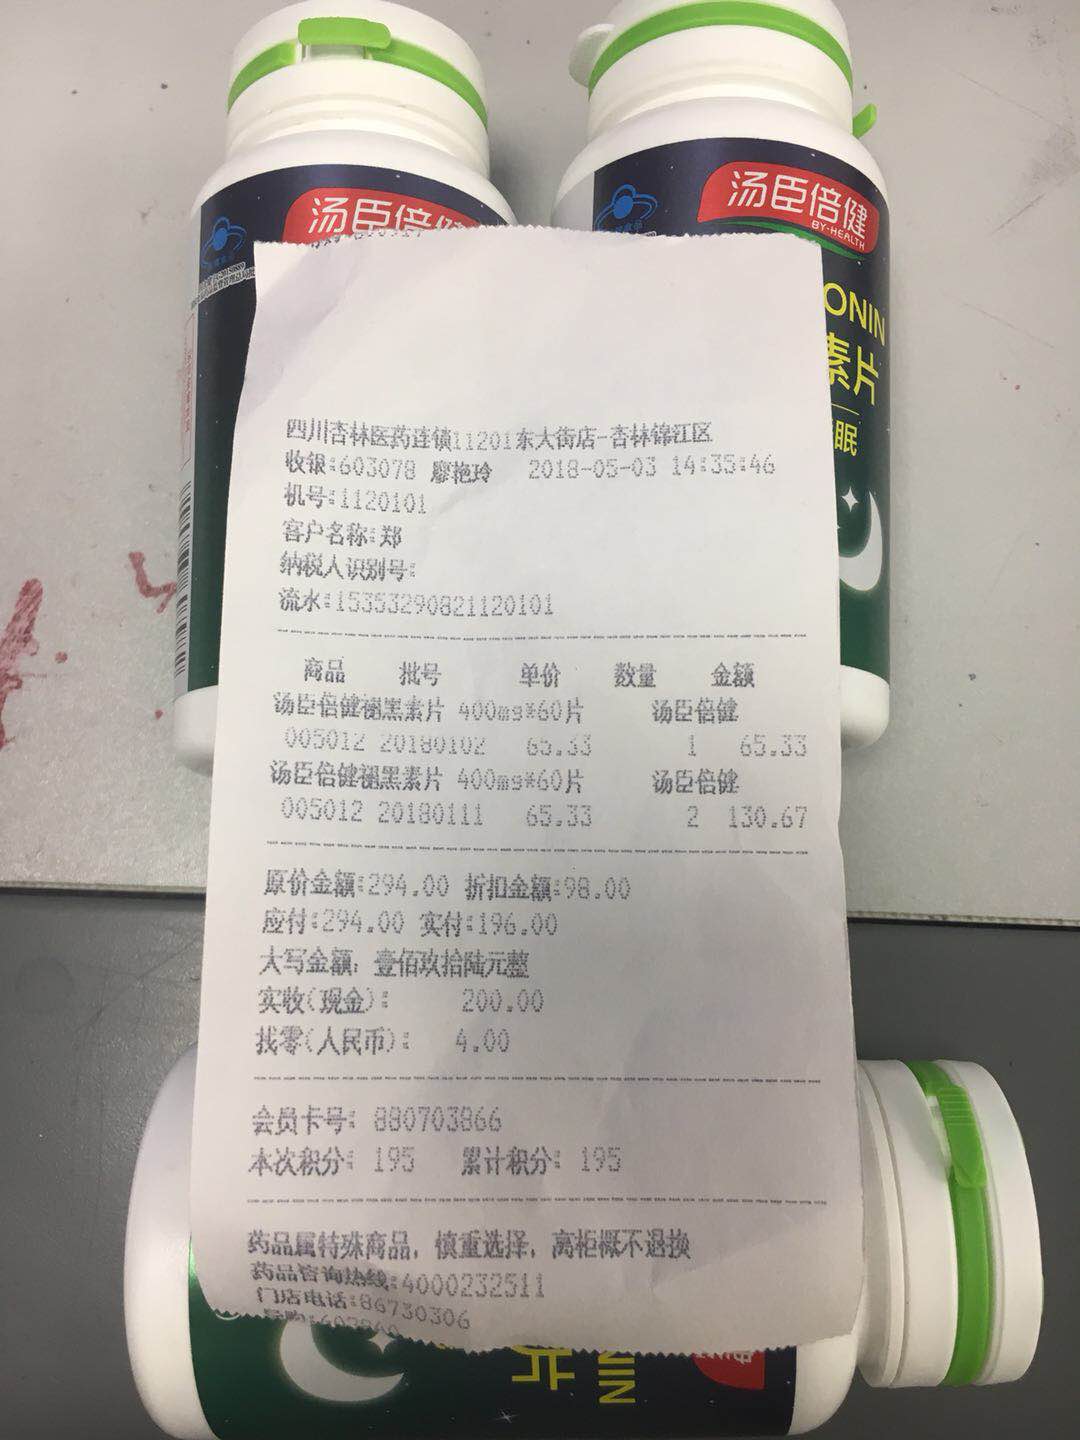 汤臣倍健
汤臣倍健
BY-HEALTH
ONIN
素片
眠
四川杏林医药连锁11201东大街店-杏林锦江区
收银:603078 廖艳玲 2018-05-03 14:35:46
机号:1120101
客户名称:郑
纳税人识别号:
流水:15353290821120101
商品 批号 单价 数量 金额
汤臣倍健褪黑素片 400mg*60片 汤臣倍健
005012 20180102 65.33 1 65.33
汤臣倍健褪黑素片 400mg*60片 汤臣倍健
005012 20180111 65.33 2 130.67
原价金额:294.00 折扣金额:98.00
应付:294.00 实付:196.00
大写金额: 壹佰玖拾陆元整
实收(现金): 200.00
找零(人民币): 4.00
会员卡号: 880703866
本次积分: 195 累计积分: 195
药品属特殊商品, 慎重选择, 离柜概不退换
药品咨询热线:4000232511
门店电话:86730306
片
NIN